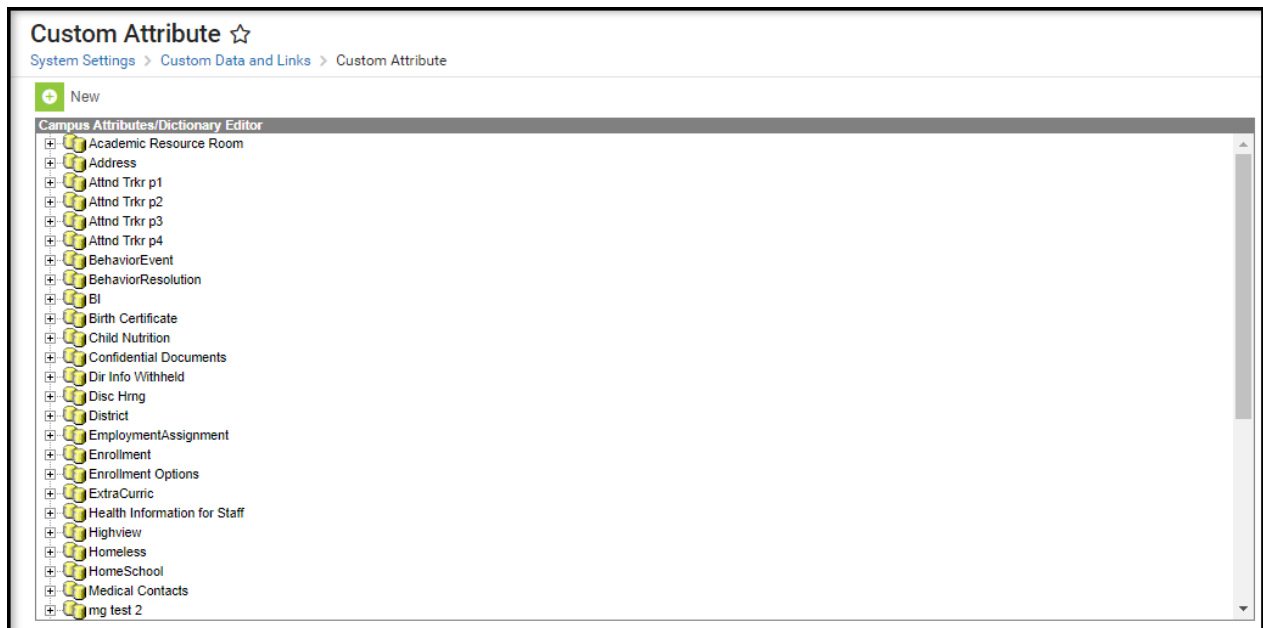 Custom Attribute
System Settings > Custom Data and Links > Custom Attribute
New
Campus Attributes/Dictionary Editor
Academic Resource Room
Address
Attnd Trkr p1
Attnd Trkr p2
Attnd Trkr p3
Attnd Trkr p4
BehaviorEvent
BehaviorResolution
BI
Birth Certificate
Child Nutrition
Confidential Documents
Dir Info Withheld
Disc Hrng
District
EmploymentAssignment
Enrollment
Enrollment Options
ExtraCurric
Health Information for Staff
Highview
Homeless
HomeSchool
Medical Contacts
mg test 2